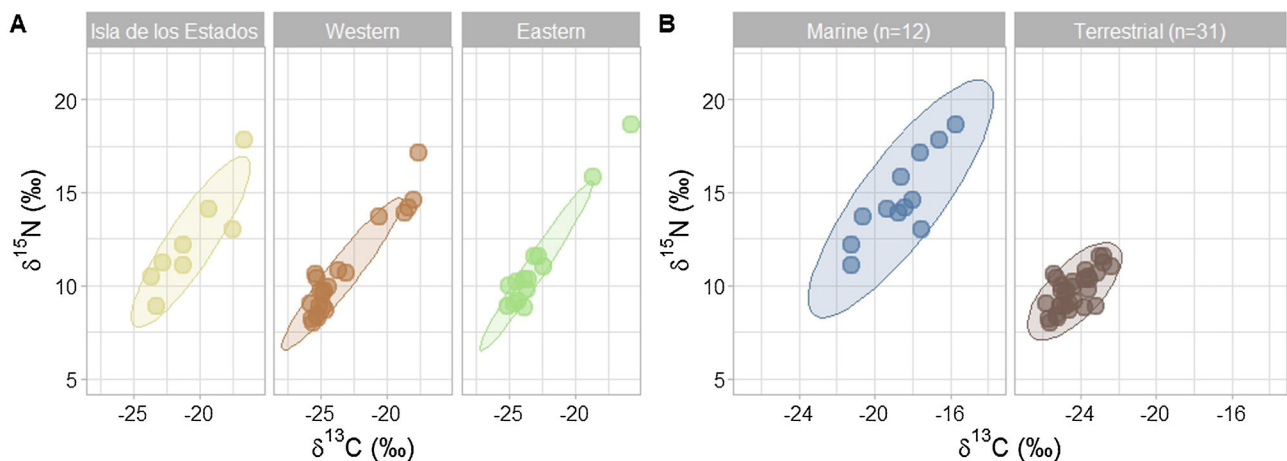 A
Isla de los Estados
Western
Eastern
δ¹⁵N (‰)
20
15
10
5
-25
-20
-25
-20
-25
-20
δ¹³C (‰)
B
Marine (n=12)
Terrestrial (n=31)
δ¹⁵N (‰)
20
15
10
5
-24
-20
-16
-24
-20
-16
δ¹³C (‰)